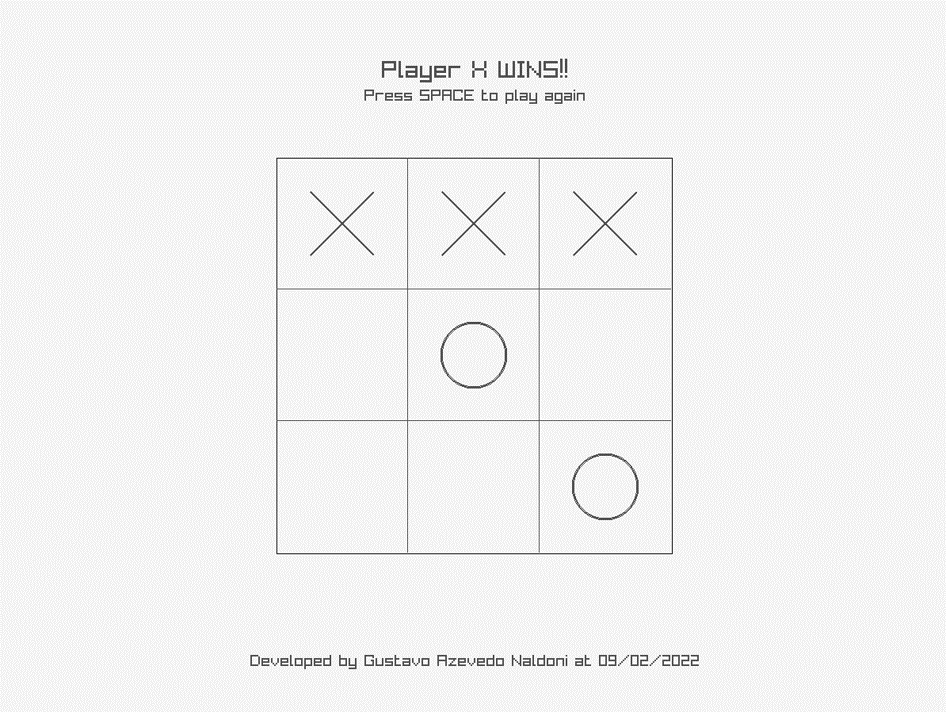 Player X WINS!!
Press SPACE to play again
Developed by Gustavo Azevedo Naldoni at 09/02/2022